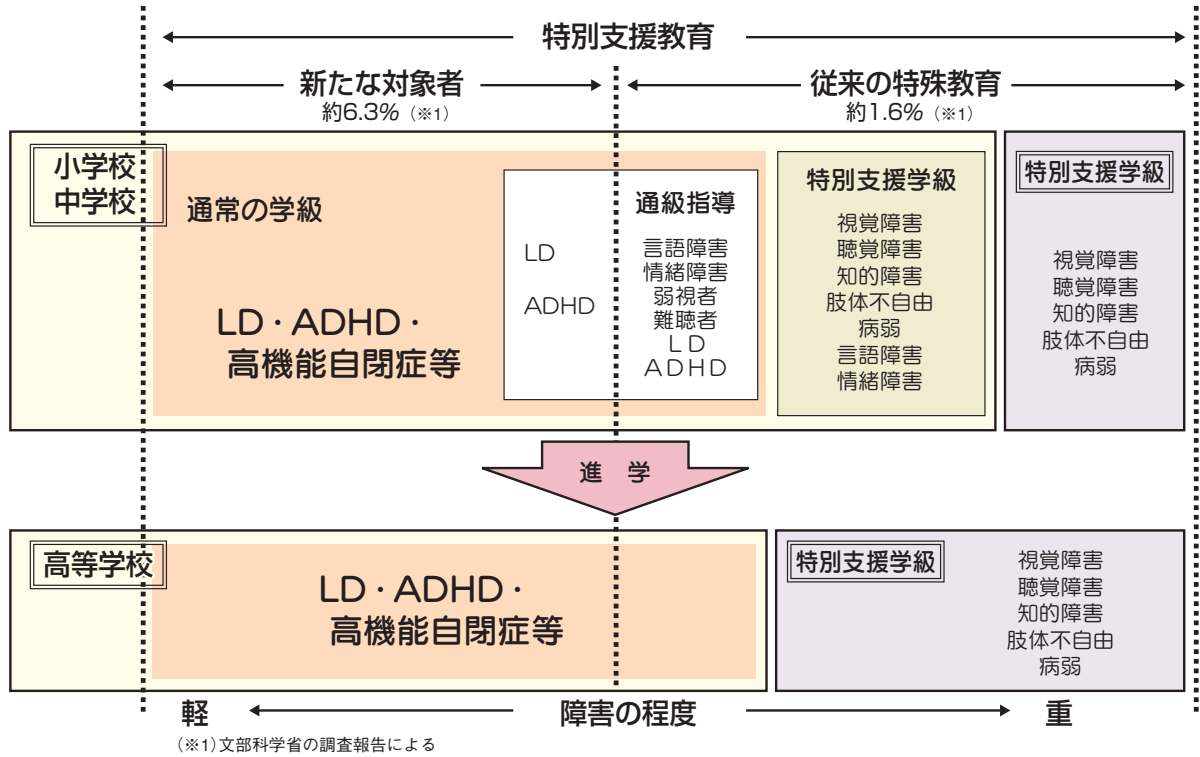 特別支援教育
新たな対象者
約6.3%（※1）
従来の特殊教育
約1.6%（※1）
小学校
中学校
通常の学級
LD・ADHD・
高機能自閉症等
LD
ADHD
通級指導
言語障害
情緒障害
弱視者
難聴者
LD
ADHD
特別支援学級
視覚障害
聴覚障害
知的障害
肢体不自由
病弱
言語障害
情緒障害
特別支援学級
視覚障害
聴覚障害
知的障害
肢体不自由
病弱
進 学
高等学校
LD・ADHD・
高機能自閉症等
特別支援学級
視覚障害
聴覚障害
知的障害
肢体不自由
病弱
軽 障害の程度 重
（※1）文部科学省の調査報告による